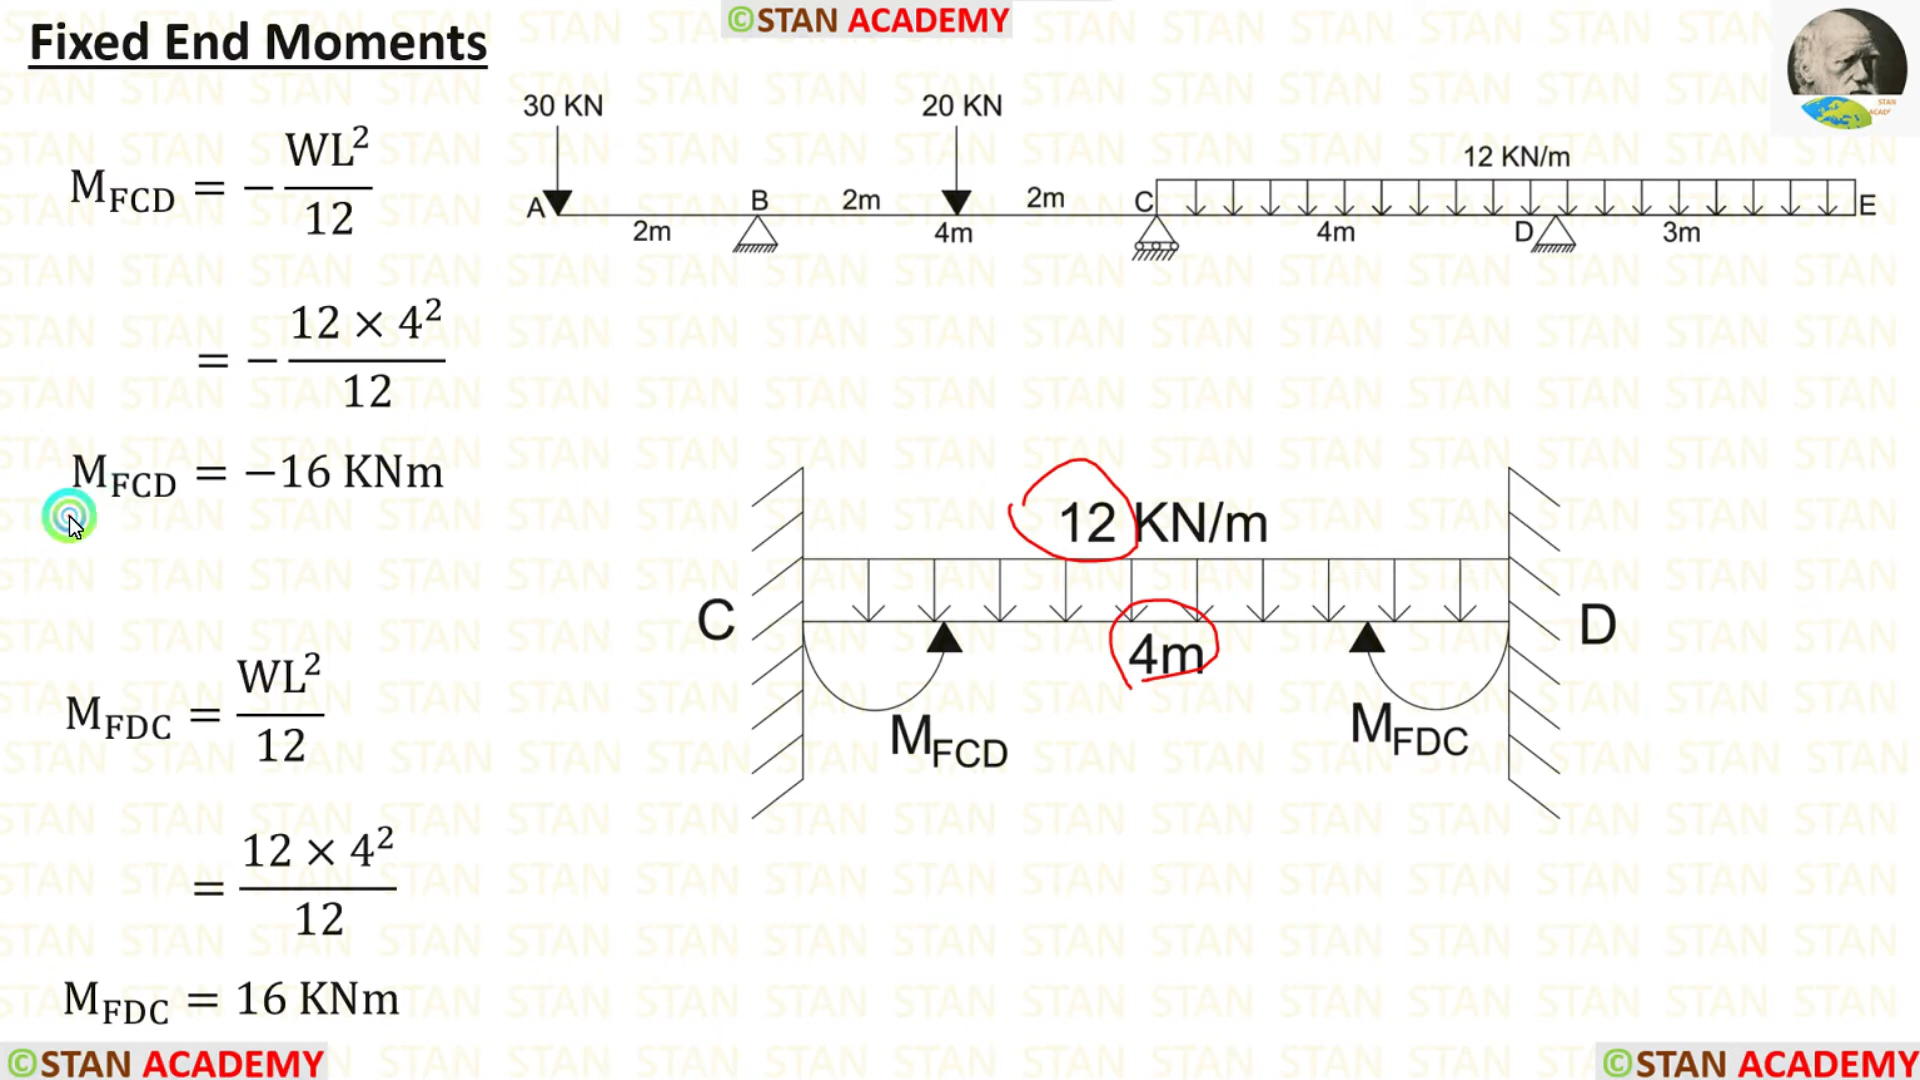 ©STAN ACADEMY
Fixed End Moments
30 KN
20 KN
12 KN/m
A
B
2m
2m
C
E
2m
4m
4m
D
3m
M_FCD = − WL²/12
= − 12 × 4²/12
M_FCD = −16 KNm
12 KN/m
C
4m
D
M_FCD
M_FDC
M_FDC = WL²/12
= 12 × 4²/12
M_FDC = 16 KNm
©STAN ACADEMY
©STAN ACADEMY